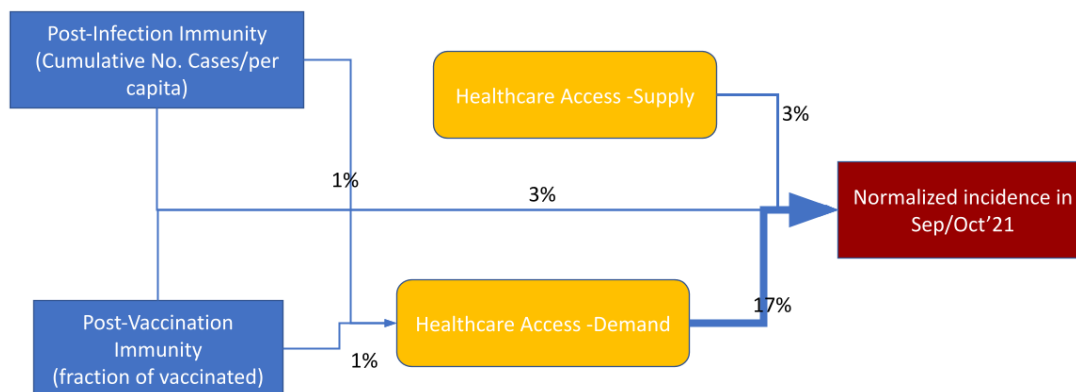 Post-Infection Immunity
(Cumulative No. Cases/per
capita)
Healthcare Access -Supply
3%
1%
3%
Normalized incidence in
Sep/Oct'21
Post-Vaccination
Immunity
(fraction of vaccinated)
Healthcare Access -Demand
17%
1%